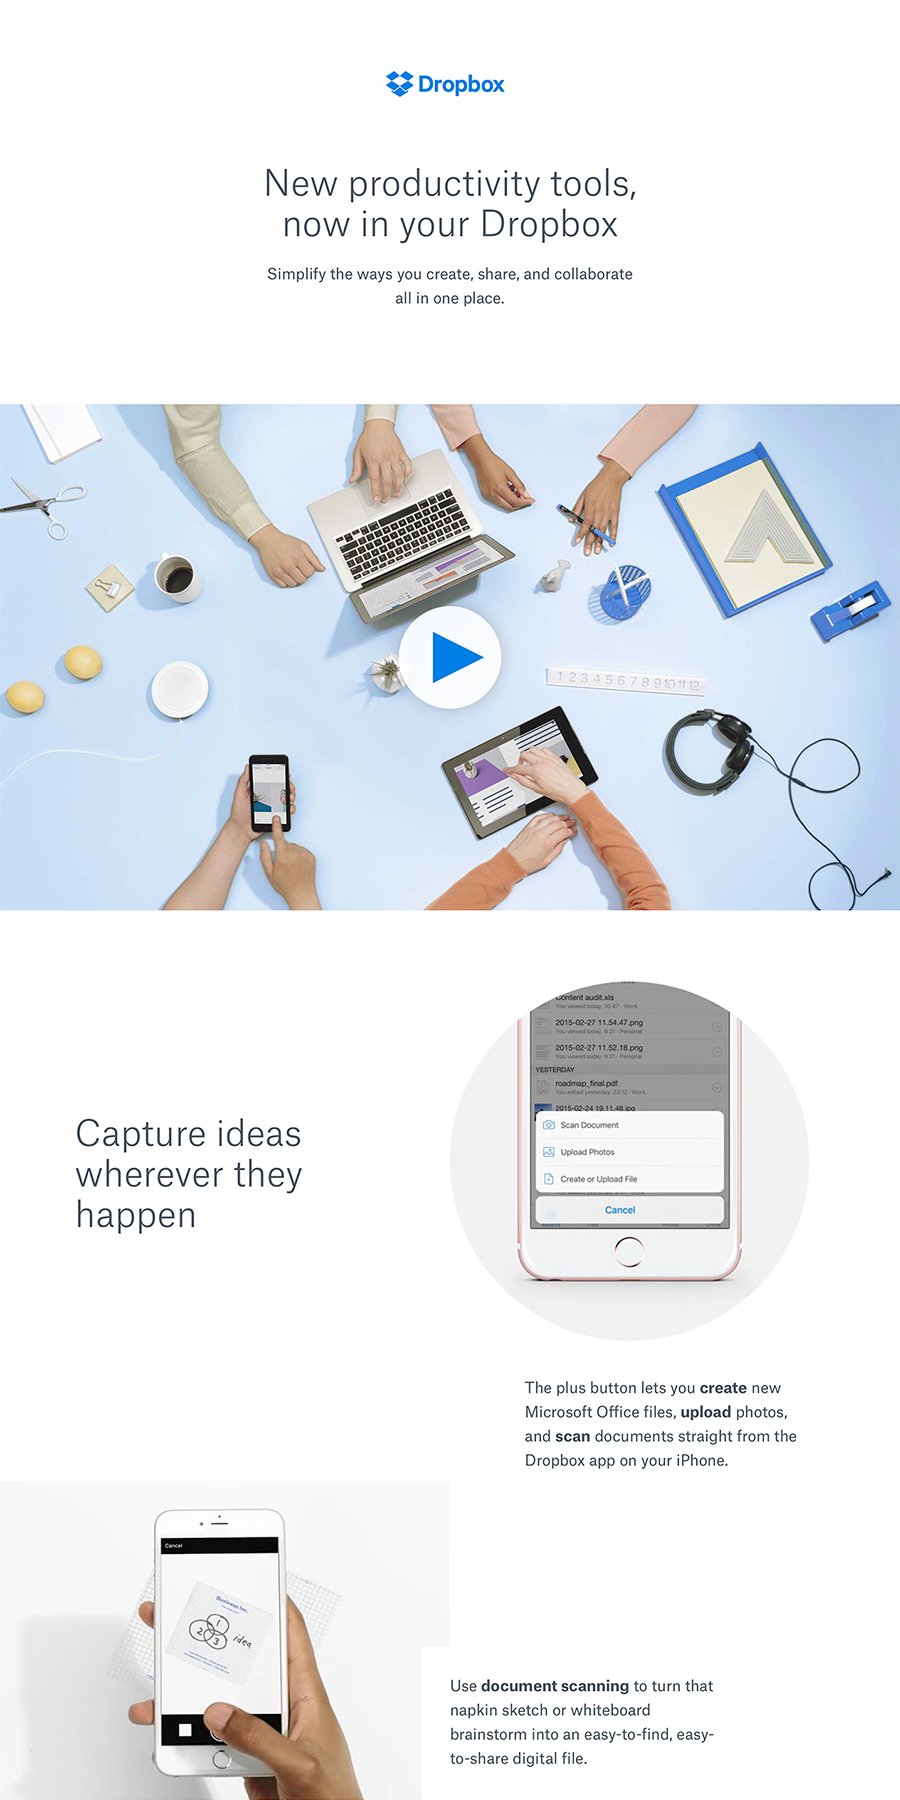 Dropbox
New productivity tools,
now in your Dropbox
Simplify the ways you create, share, and collaborate
all in one place.
1 2 3 4 5 6 7 8 9 10 11 12
Content audit.xls
You viewed today, 10:47 · Work
2015-02-27 11.54.47.png
You viewed today, 9:21 · Personal
2015-02-27 11.52.18.png
You viewed today, 9:21 · Personal
YESTERDAY
roadmap_final.pdf
You edited yesterday, 23:12 · Work
2015-02-24 19.11.48.jpg
Scan Document
Upload Photos
Create or Upload File
Cancel
Capture ideas
wherever they
happen
The plus button lets you create new
Microsoft Office files, upload photos,
and scan documents straight from the
Dropbox app on your iPhone.
Cancel
Business Inc.
1
2
3
idea
Use document scanning to turn that
napkin sketch or whiteboard
brainstorm into an easy-to-find, easy-
to-share digital file.